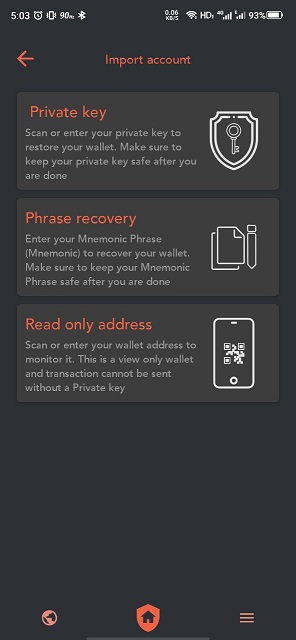 5:03 90Hz 0.06 KB/S HD 4G 93%
Import account
Private key
Scan or enter your private key to
restore your wallet. Make sure to
keep your private key safe after you
are done
Phrase recovery
Enter your Mnemonic Phrase
(Mnemonic) to recover your wallet.
Make sure to keep your Mnemonic
Phrase safe after you are done
Read only address
Scan or enter your wallet address to
monitor it. This is a view only wallet
and transaction cannot be sent
without a Private key